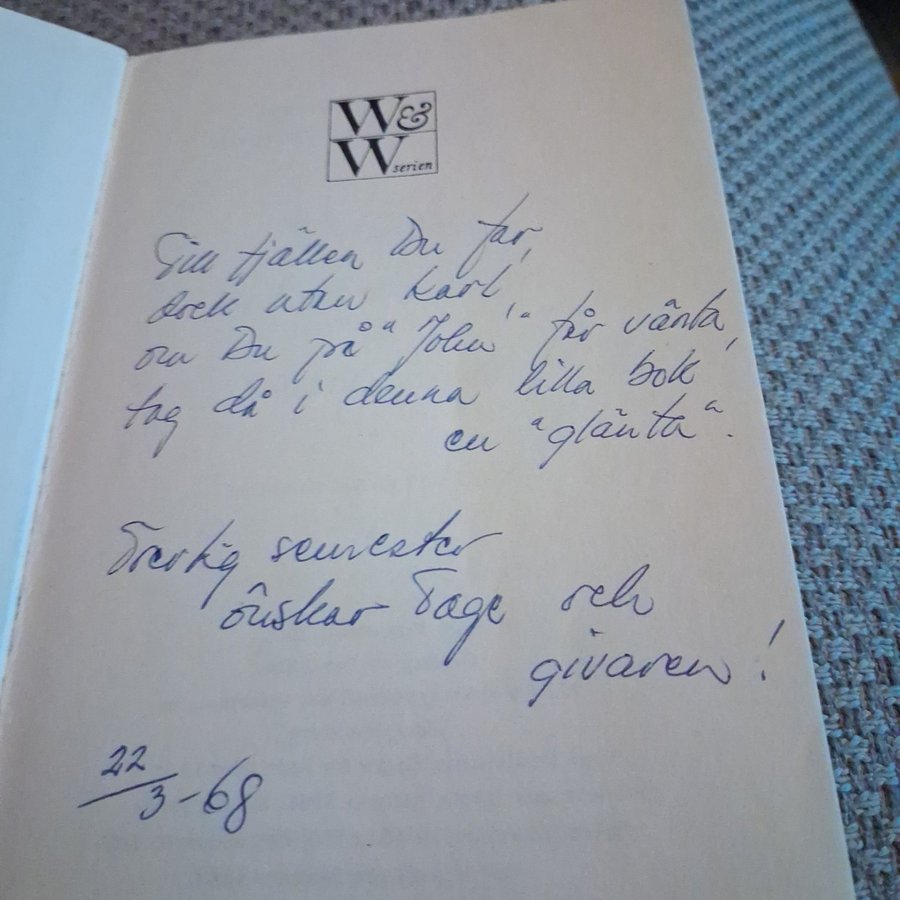 W&
W serien
Till fjällen Du far,
dock utan karl,
om Du på "John" får vänta,
tag då i denna lilla bok
en "glänta".
Trevlig semester
önskar Tage och
givaren!
22/3-68